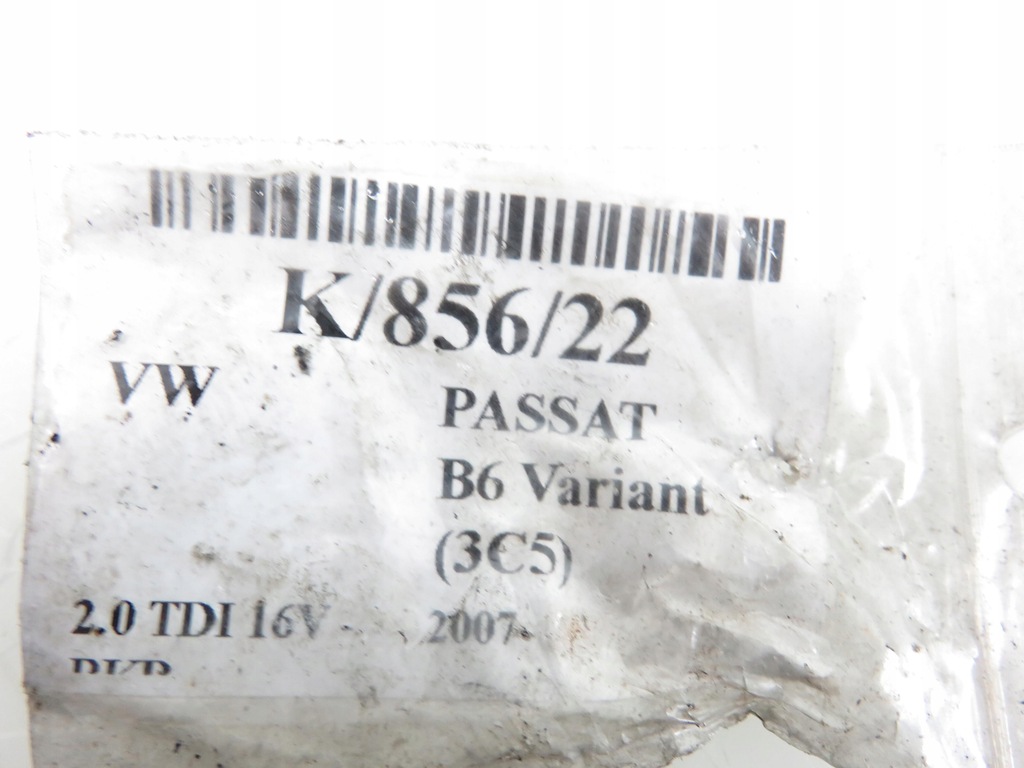 K/856/22
VW
PASSAT
B6 Variant
(3C5)
2.0 TDI 16V - 2007-